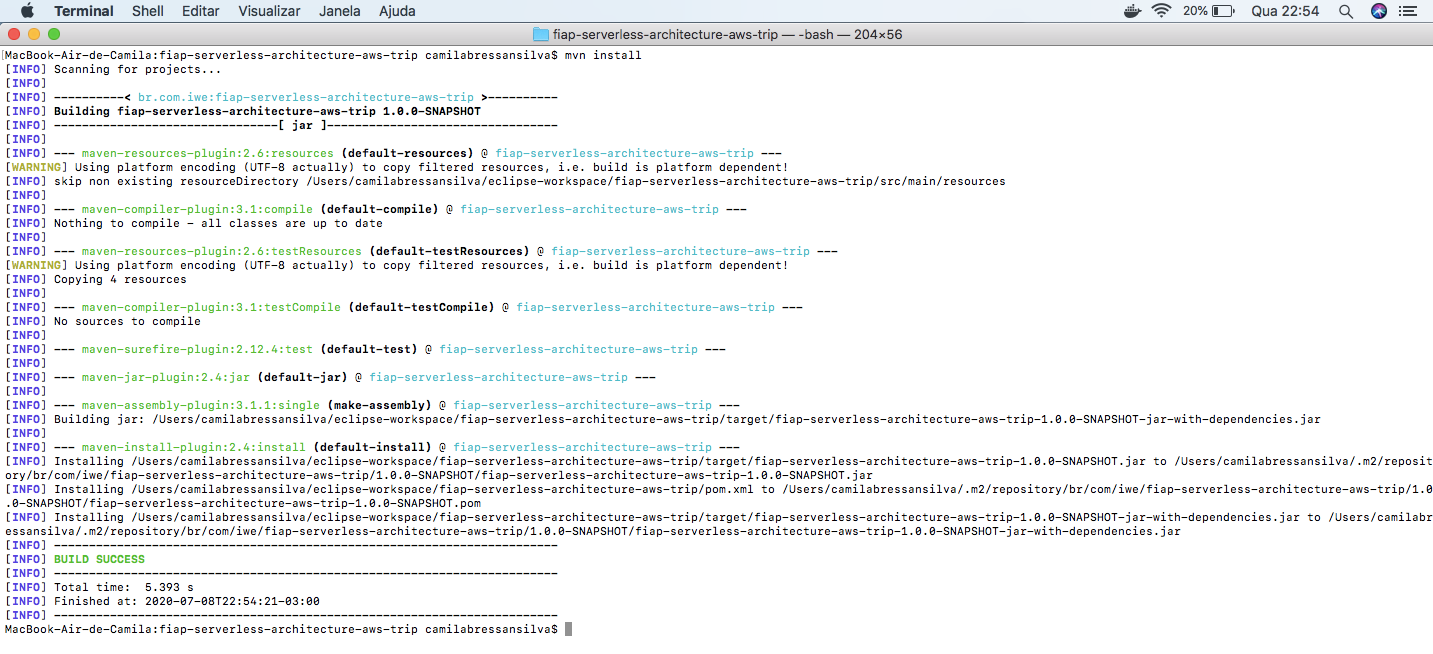 Terminal Shell Editar Visualizar Janela Ajuda 20% Qua 22:54
fiap-serverless-architecture-aws-trip — -bash — 204×56
MacBook-Air-de-Camila:fiap-serverless-architecture-aws-trip camilabressansilva$ mvn install
[INFO] Scanning for projects...
[INFO]
[INFO] ----------< br.com.iwe:fiap-serverless-architecture-aws-trip >----------
[INFO] Building fiap-serverless-architecture-aws-trip 1.0.0-SNAPSHOT
[INFO] --------------------------------[ jar ]---------------------------------
[INFO]
[INFO] --- maven-resources-plugin:2.6:resources (default-resources) @ fiap-serverless-architecture-aws-trip ---
[WARNING] Using platform encoding (UTF-8 actually) to copy filtered resources, i.e. build is platform dependent!
[INFO] skip non existing resourceDirectory /Users/camilabressansilva/eclipse-workspace/fiap-serverless-architecture-aws-trip/src/main/resources
[INFO]
[INFO] --- maven-compiler-plugin:3.1:compile (default-compile) @ fiap-serverless-architecture-aws-trip ---
[INFO] Nothing to compile - all classes are up to date
[INFO]
[INFO] --- maven-resources-plugin:2.6:testResources (default-testResources) @ fiap-serverless-architecture-aws-trip ---
[WARNING] Using platform encoding (UTF-8 actually) to copy filtered resources, i.e. build is platform dependent!
[INFO] Copying 4 resources
[INFO]
[INFO] --- maven-compiler-plugin:3.1:testCompile (default-testCompile) @ fiap-serverless-architecture-aws-trip ---
[INFO] No sources to compile
[INFO]
[INFO] --- maven-surefire-plugin:2.12.4:test (default-test) @ fiap-serverless-architecture-aws-trip ---
[INFO]
[INFO] --- maven-jar-plugin:2.4:jar (default-jar) @ fiap-serverless-architecture-aws-trip ---
[INFO]
[INFO] --- maven-assembly-plugin:3.1.1:single (make-assembly) @ fiap-serverless-architecture-aws-trip ---
[INFO] Building jar: /Users/camilabressansilva/eclipse-workspace/fiap-serverless-architecture-aws-trip/target/fiap-serverless-architecture-aws-trip-1.0.0-SNAPSHOT-jar-with-dependencies.jar
[INFO]
[INFO] --- maven-install-plugin:2.4:install (default-install) @ fiap-serverless-architecture-aws-trip ---
[INFO] Installing /Users/camilabressansilva/eclipse-workspace/fiap-serverless-architecture-aws-trip/target/fiap-serverless-architecture-aws-trip-1.0.0-SNAPSHOT.jar to /Users/camilabressansilva/.m2/reposit
ory/br/com/iwe/fiap-serverless-architecture-aws-trip/1.0.0-SNAPSHOT/fiap-serverless-architecture-aws-trip-1.0.0-SNAPSHOT.jar
[INFO] Installing /Users/camilabressansilva/eclipse-workspace/fiap-serverless-architecture-aws-trip/pom.xml to /Users/camilabressansilva/.m2/repository/br/com/iwe/fiap-serverless-architecture-aws-trip/1.0
.0-SNAPSHOT/fiap-serverless-architecture-aws-trip-1.0.0-SNAPSHOT.pom
[INFO] Installing /Users/camilabressansilva/eclipse-workspace/fiap-serverless-architecture-aws-trip/target/fiap-serverless-architecture-aws-trip-1.0.0-SNAPSHOT-jar-with-dependencies.jar to /Users/camilabr
essansilva/.m2/repository/br/com/iwe/fiap-serverless-architecture-aws-trip/1.0.0-SNAPSHOT/fiap-serverless-architecture-aws-trip-1.0.0-SNAPSHOT-jar-with-dependencies.jar
[INFO] ------------------------------------------------------------------------
[INFO] BUILD SUCCESS
[INFO] ------------------------------------------------------------------------
[INFO] Total time:  5.393 s
[INFO] Finished at: 2020-07-08T22:54:21-03:00
[INFO] ------------------------------------------------------------------------
MacBook-Air-de-Camila:fiap-serverless-architecture-aws-trip camilabressansilva$